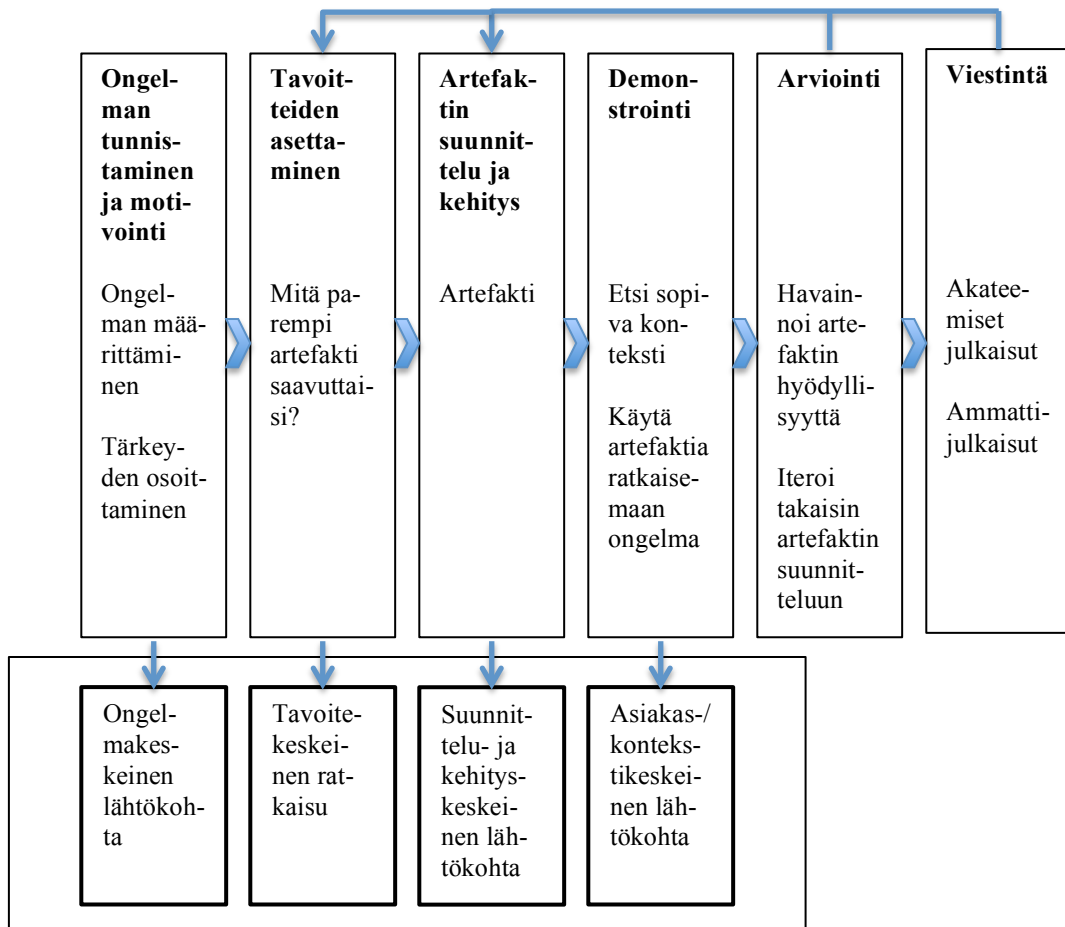 Ongel-
man
tunnis-
taminen
ja moti-
vointi
Ongel-
man mää-
rittämi-
nen
Tärkey-
den osoit-
taminen
Tavoit-
teiden
asetta-
minen
Mitä pa-
rempi
artefakti
saavuttai-
si?
Artefak-
tin
suunnit-
telu ja
kehitys
Artefakti
Demon-
strointi
Etsi sopi-
va kon-
teksti
Käytä
artefaktia
ratkaise-
maan
ongelma
Arviointi
Havain-
noi arte-
faktin
hyödylli-
syyttä
Iteroi
takaisin
artefaktin
suunnit-
teluun
Viestintä
Akatee-
miset
julkaisut
Ammatti-
julkaisut
Ongel-
makes-
keinen
lähtökoh-
ta
Tavoite-
keskei-
nen rat-
kaisu
Suunnit-
telu- ja
kehitys-
keskei-
nen läh-
tökohta
Asiakas-/
konteks-
tikeskei-
nen läh-
tökohta